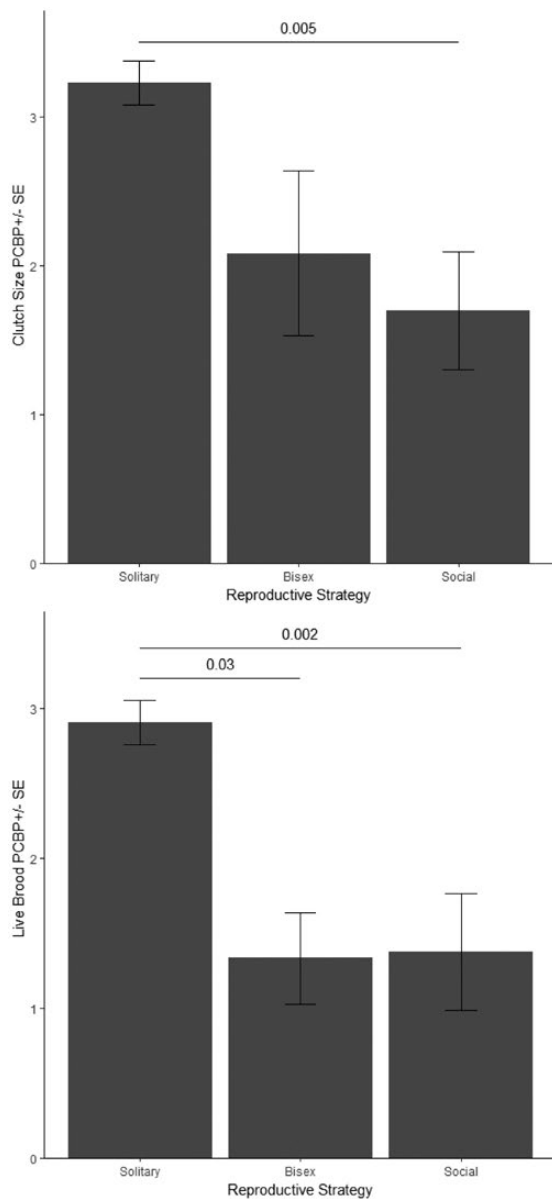 0.005
3
2
1
0
Clutch Size PCBP+/- SE
Solitary Bisex Social
Reproductive Strategy
0.002
0.03
3
2
1
0
Live Brood PCBP+/- SE
Solitary Bisex Social
Reproductive Strategy